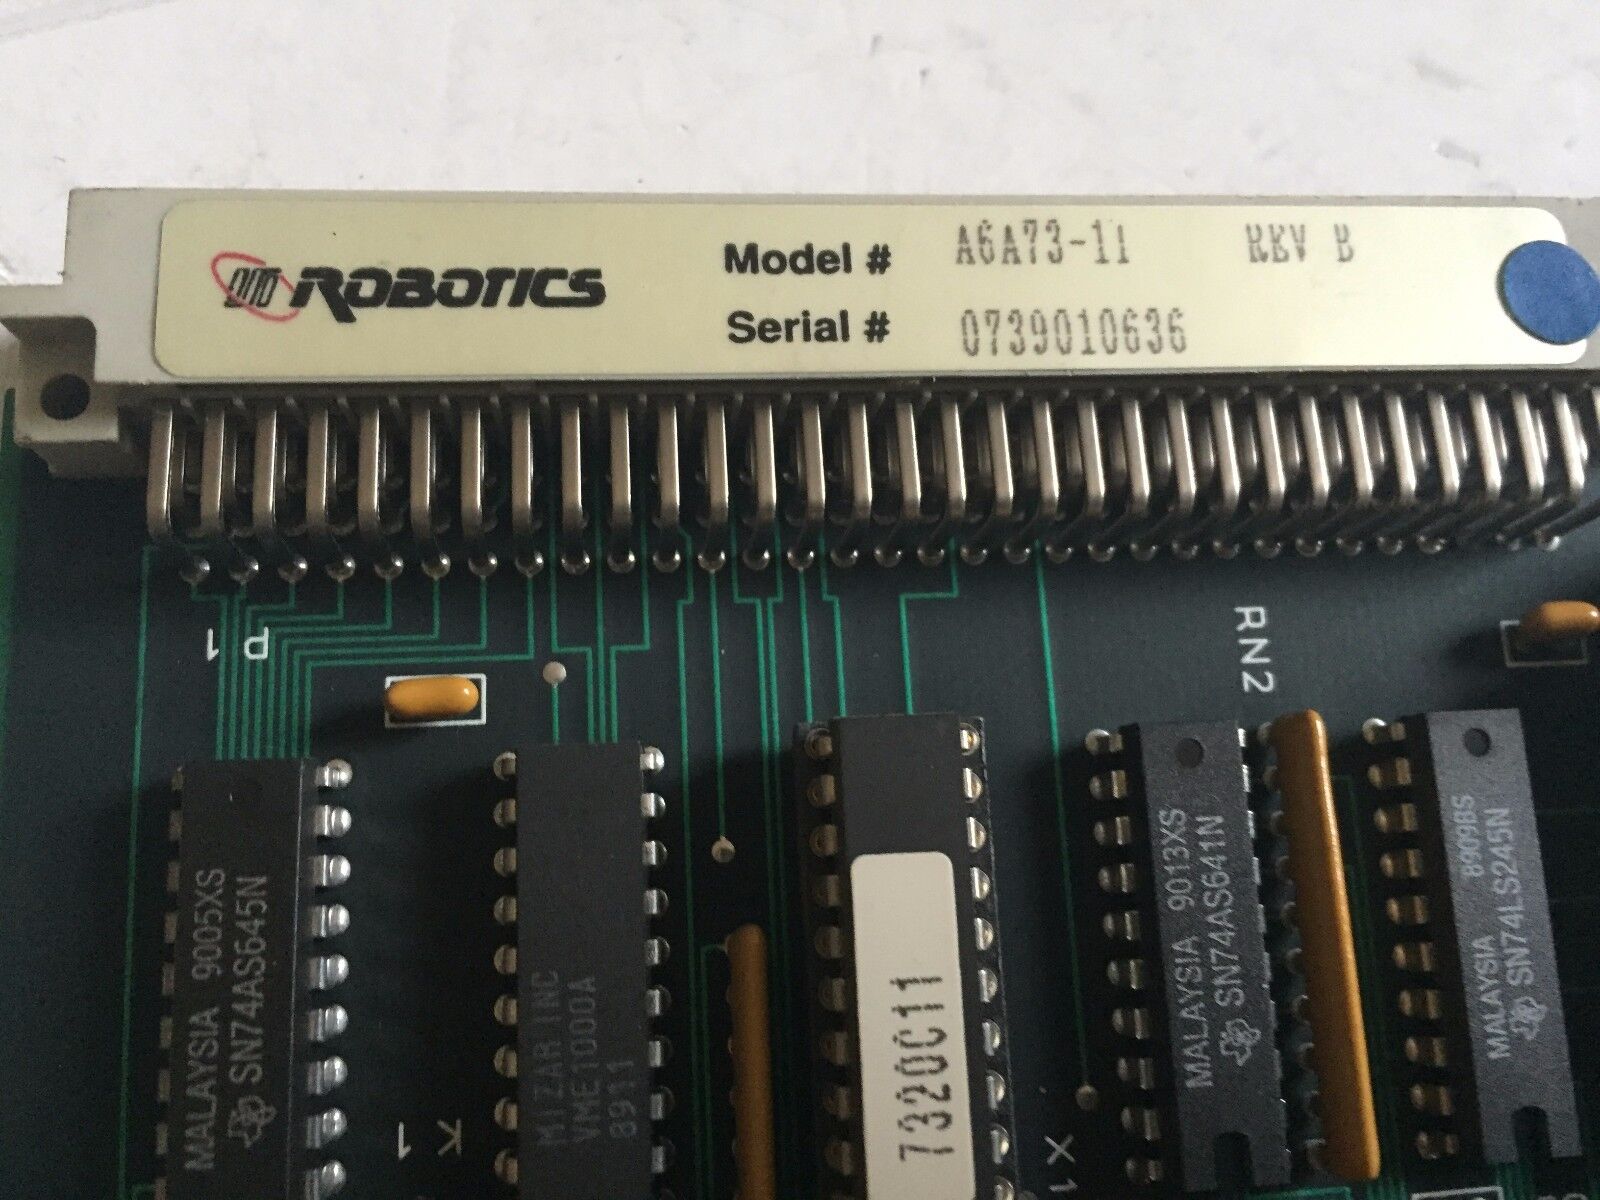 ROBOTICS
Model # A6A73-11 REV B
Serial # 0739010636
P1
RN2
MALAYSIA 9005XS
SN74AS645N
MIZAR INC
VME1000A
8911
7320C11
MALAYSIA 9013XS
SN74AS641N
8909BS
MALAYSIA
SN74LS245N
K1
X1